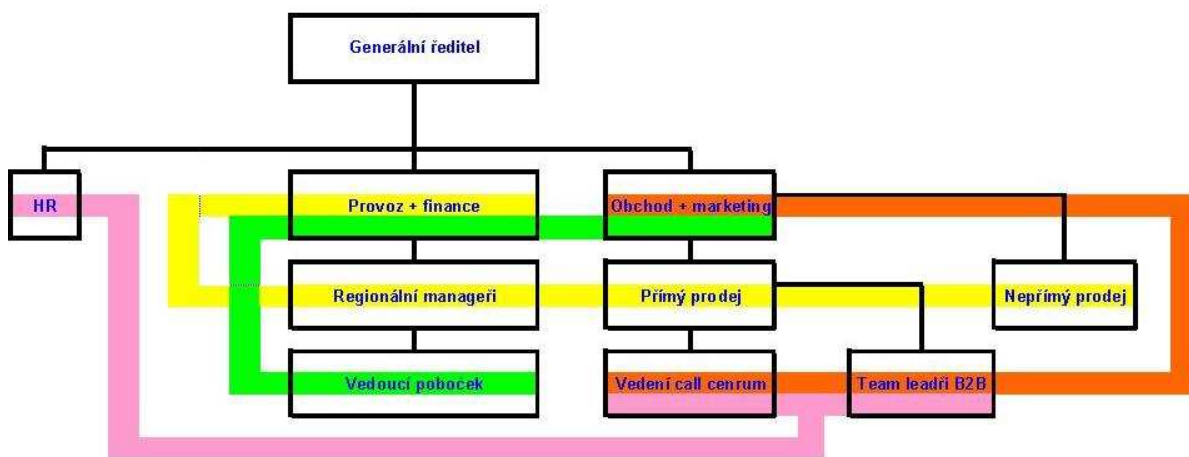 Generální ředitel
HR
Provoz + finance
Obchod + marketing
Regionální manageři
Přímý prodej
Nepřímý prodej
Vedoucí poboček
Vedení call cenrum
Team leadři B2B